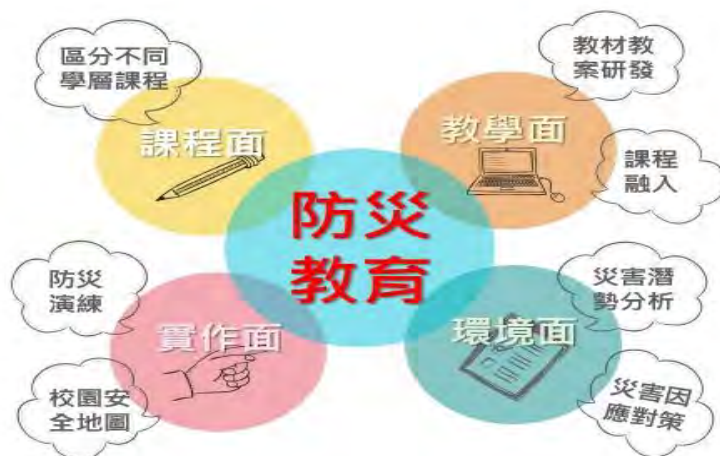 區分不同
學層課程
課程面
教材教
案研發
教學面
課程
融入
防災
教育
防災
演練
實作面
校園安
全地圖
災害潛
勢分析
環境面
災害因
應對策